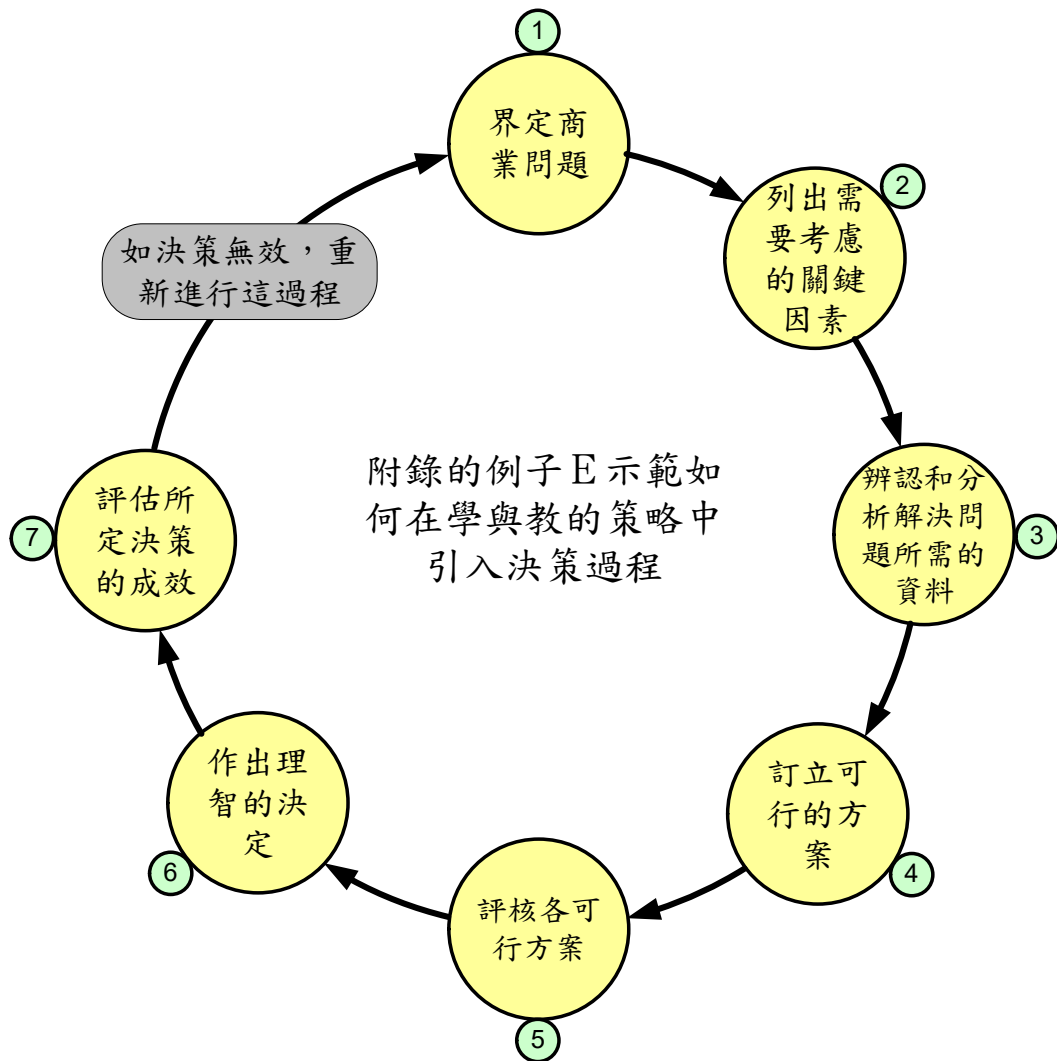 1
界定商
業問題
2
列出需
要考慮
的關鍵
因素
3
辨認和分
析解決問
題所需的
資料
4
訂立可
行的方
案
5
評核各可
行方案
6
作出理
智的決
定
7
評估所
定決策
的成效
如決策無效，重
新進行這過程
附錄的例子E示範如
何在學與教的策略中
引入決策過程